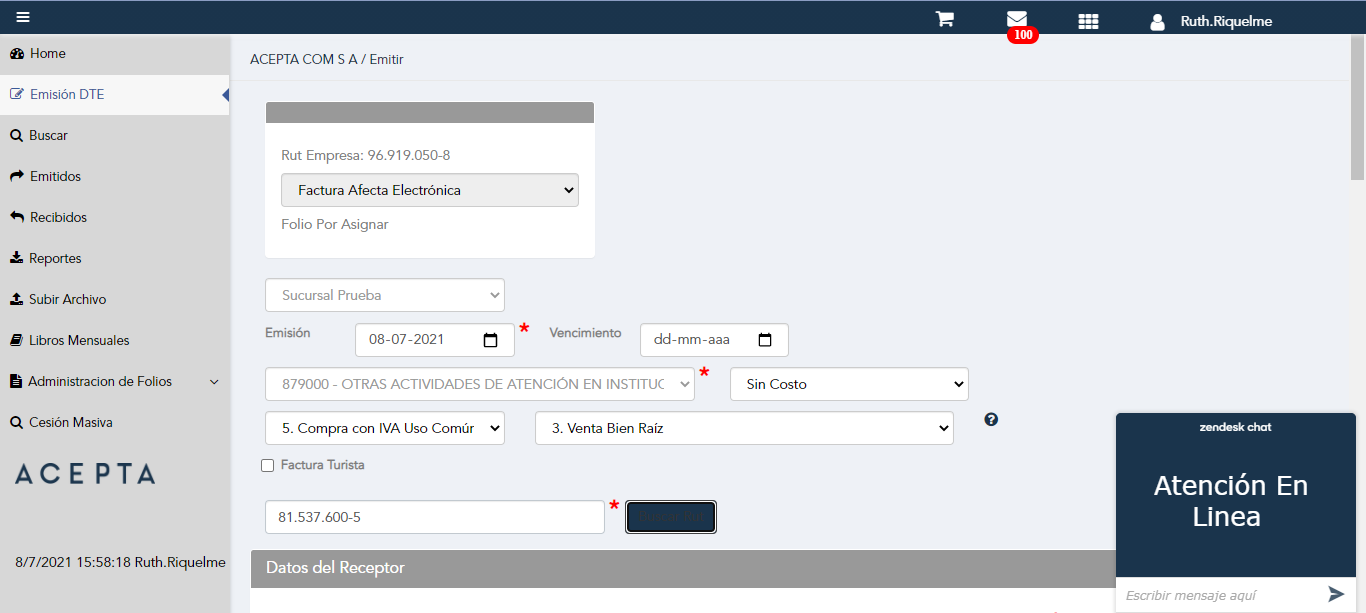 Ruth.Riquelme
100
Home
ACEPTA COM S A / Emitir
Emisión DTE
Buscar
Emitidos
Recibidos
Reportes
Subir Archivo
Libros Mensuales
Administracion de Folios
Cesión Masiva
ACEPTA
8/7/2021 15:58:18 Ruth.Riquelme
Rut Empresa: 96.919.050-8
Factura Afecta Electrónica
Folio Por Asignar
Sucursal Prueba
Emisión 08-07-2021 * Vencimiento dd-mm-aaa
879000 - OTRAS ACTIVIDADES DE ATENCIÓN EN INSTITUC * Sin Costo
5. Compra con IVA Uso Comúr 3. Venta Bien Raíz ?
Factura Turista
81.537.600-5 *
Datos del Receptor
zendesk chat
Atención En
Linea
Escribir mensaje aquí